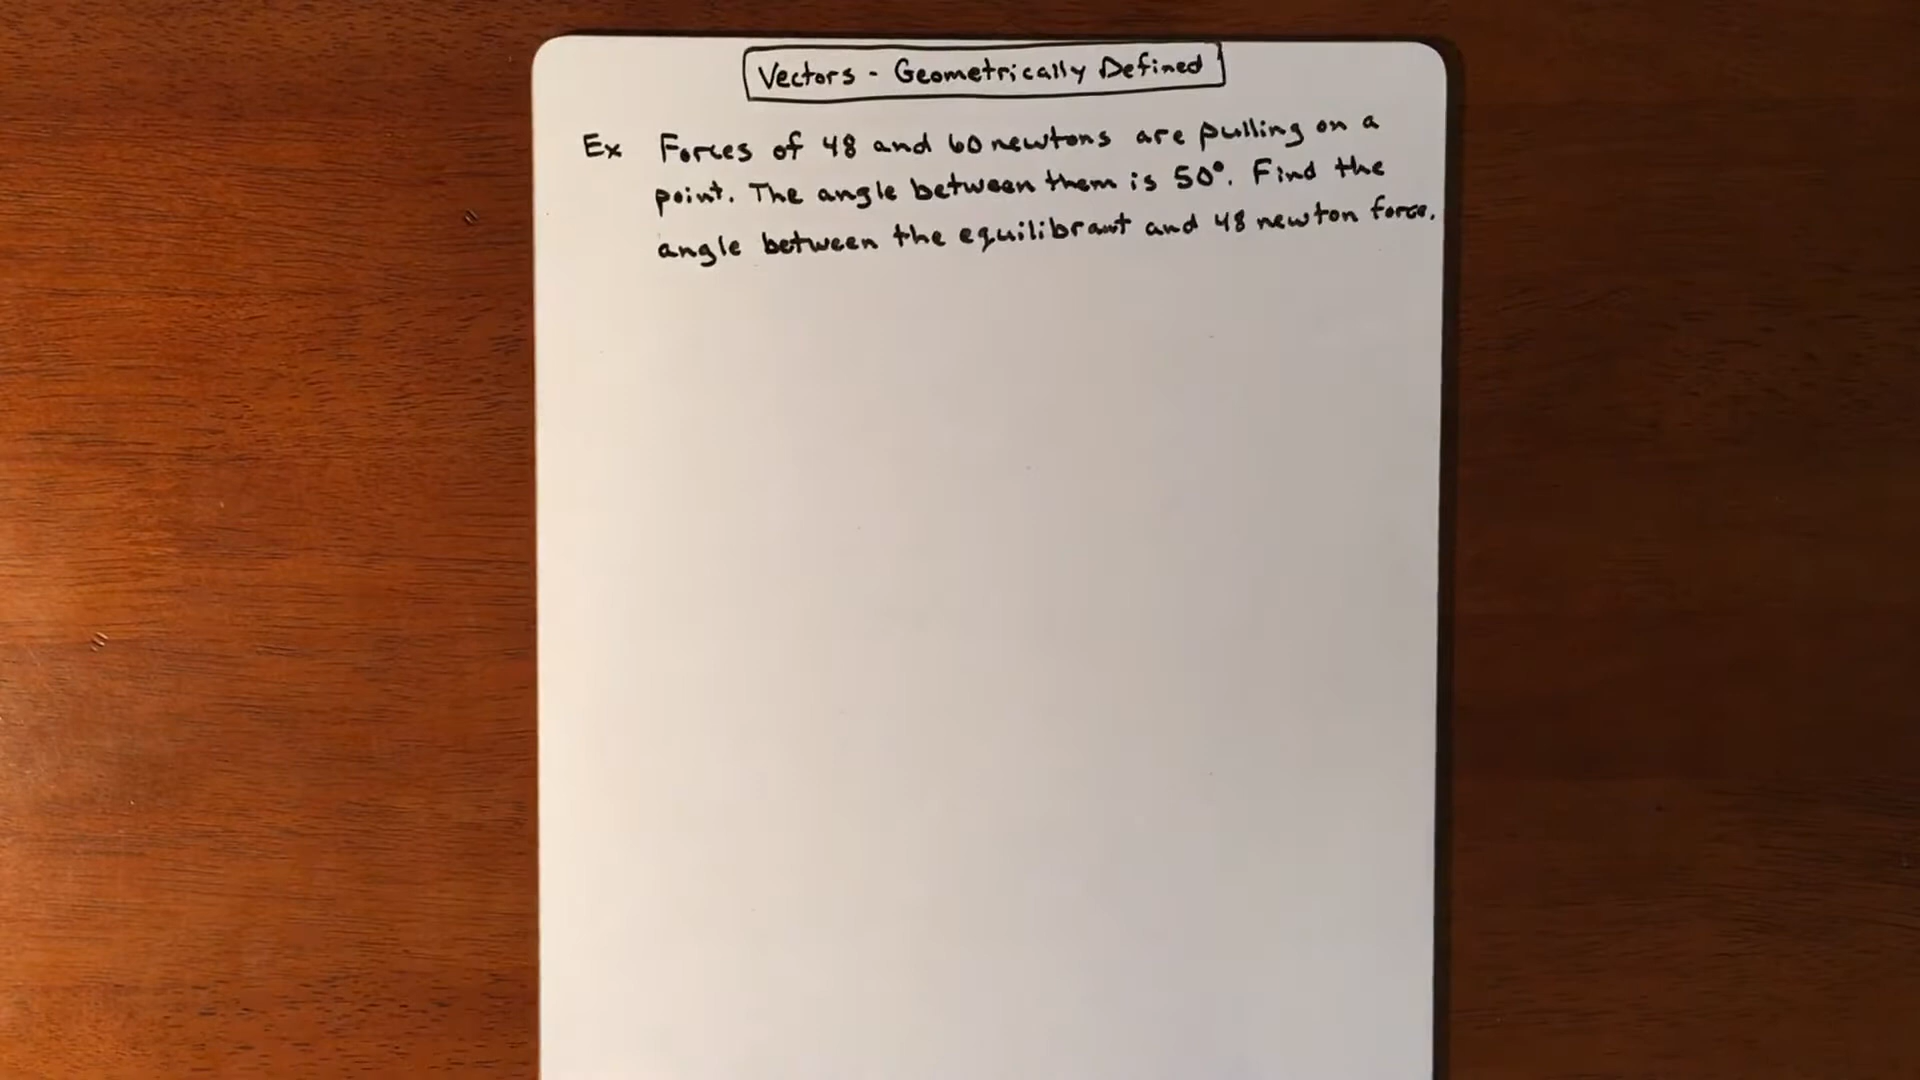 Vectors - Geometrically Defined
Ex Forces of 48 and 60 newtons are pulling on a
point. The angle between them is 50°. Find the
angle between the equilibrant and 48 newton force.